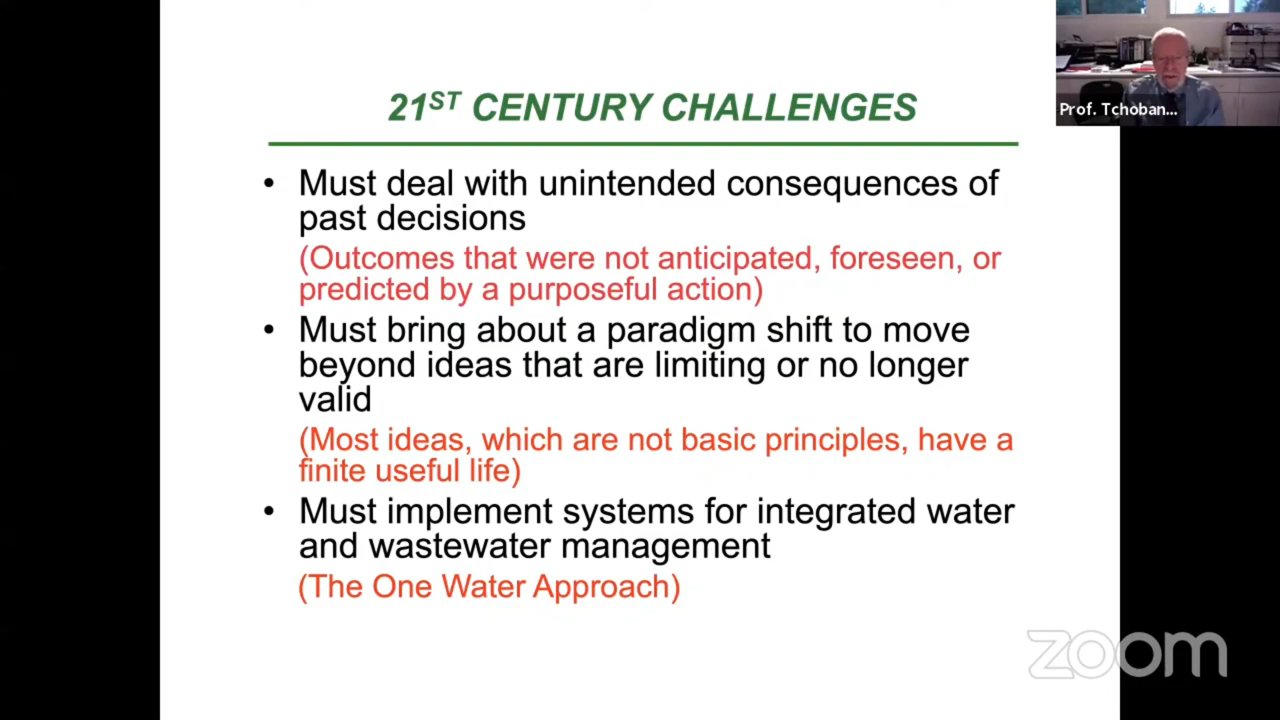 21ST CENTURY CHALLENGES
Prof. Tchoban...
• Must deal with unintended consequences of
past decisions
(Outcomes that were not anticipated, foreseen, or
predicted by a purposeful action)
• Must bring about a paradigm shift to move
beyond ideas that are limiting or no longer
valid
(Most ideas, which are not basic principles, have a
finite useful life)
• Must implement systems for integrated water
and wastewater management
(The One Water Approach)
zoom